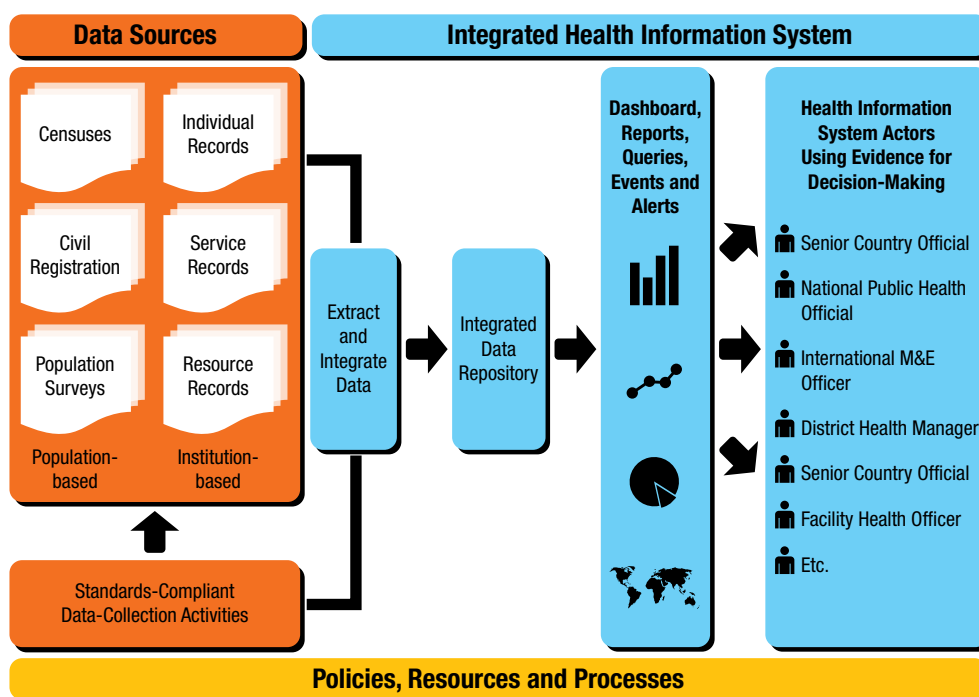 Data Sources
Integrated Health Information System
Censuses
Individual
Records
Civil
Registration
Service
Records
Population
Surveys
Resource
Records
Population-
based
Institution-
based
Standards-Compliant
Data-Collection Activities
Extract
and
Integrate
Data
Integrated
Data
Repository
Dashboard,
Reports,
Queries,
Events and
Alerts
Health Information
System Actors
Using Evidence for
Decision-Making
Senior Country Official
National Public Health
Official
International M&E
Officer
District Health Manager
Senior Country Official
Facility Health Officer
Etc.
Policies, Resources and Processes